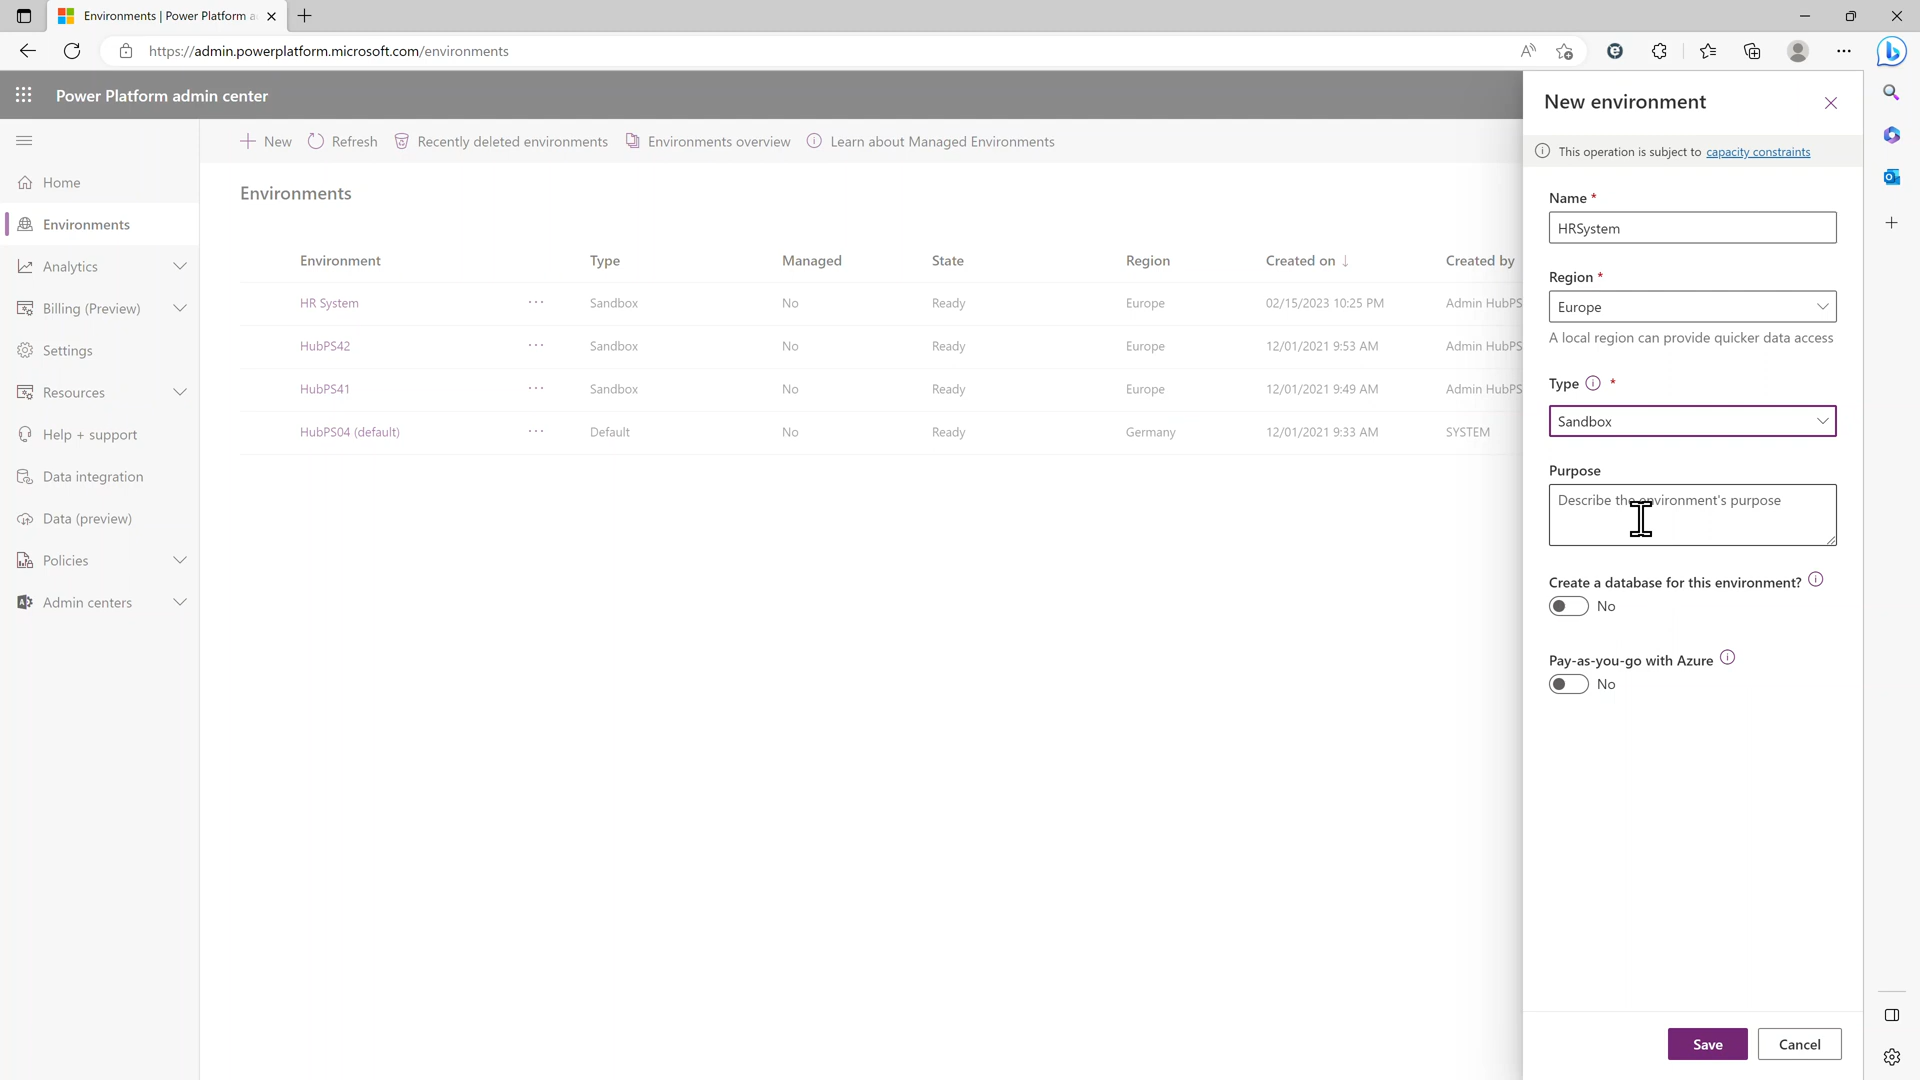 Environments | Power Platform a
https://admin.powerplatform.microsoft.com/environments
Power Platform admin center
New
Refresh
Recently deleted environments
Environments overview
Learn about Managed Environments
Home
Environments
Analytics
Billing (Preview)
Settings
Resources
Help + support
Data integration
Data (preview)
Policies
Admin centers
Environments
Environment Type Managed State Region Created on ↓ Created by
HR System ··· Sandbox No Ready Europe 02/15/2023 10:25 PM Admin HubPS
HubPS42 ··· Sandbox No Ready Europe 12/01/2021 9:53 AM Admin HubPS
HubPS41 ··· Sandbox No Ready Europe 12/01/2021 9:49 AM Admin HubPS
HubPS04 (default) ··· Default No Ready Germany 12/01/2021 9:33 AM SYSTEM
New environment
This operation is subject to capacity constraints
Name *
HRSystem
Region *
Europe
A local region can provide quicker data access
Type *
Sandbox
Purpose
Describe the environment's purpose
Create a database for this environment?
No
Pay-as-you-go with Azure
No
Save
Cancel